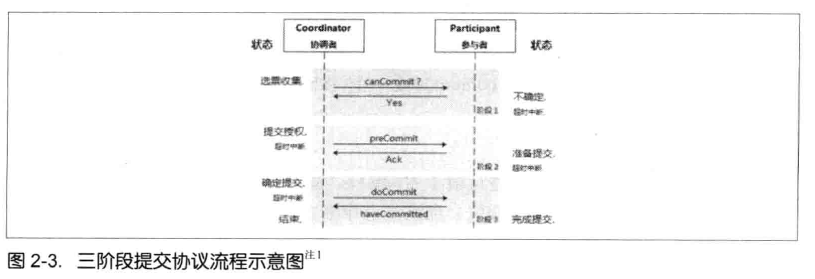 Coordinator
协调者
Participant
参与者
状态
状态
选票收集.
canCommit?
Yes
阶段 1
不确定.
超时中断
提交授权.
超时中断
preCommit
Ack
阶段 2
准备提交.
超时中断
确定提交.
超时中断
doCommit
haveCommitted
阶段 3
结束.
完成提交.
图 2-3. 三阶段提交协议流程示意图注1